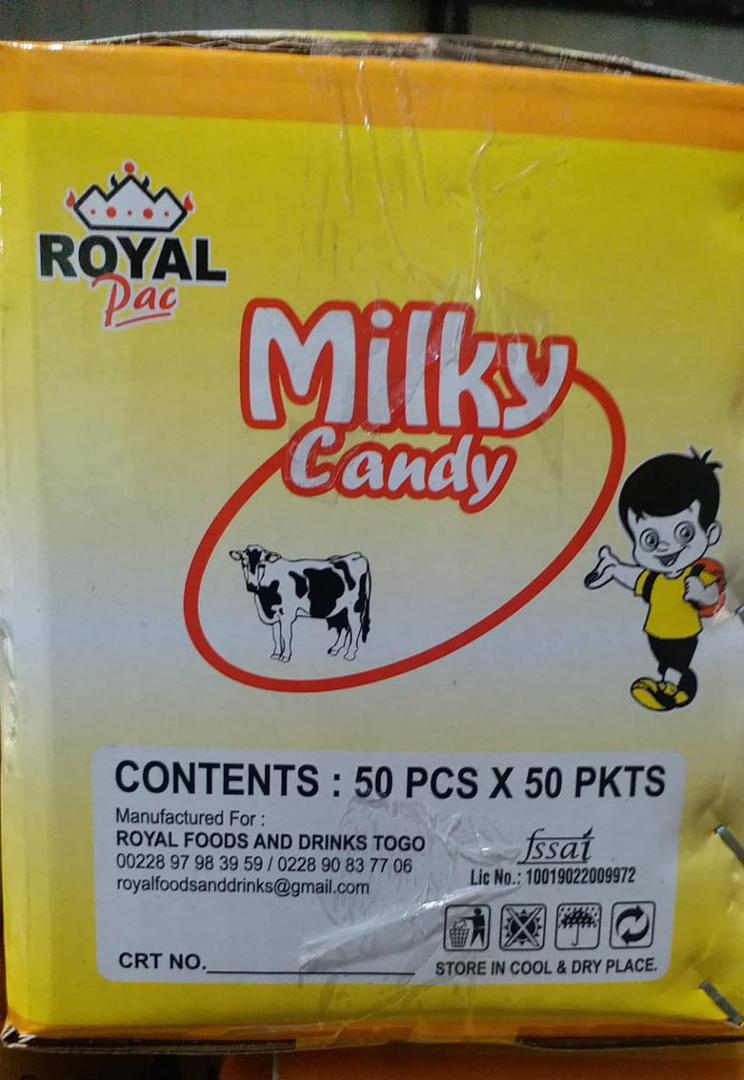 ROYAL
Pac
Milky
Candy
CONTENTS : 50 PCS X 50 PKTS
Manufactured For :
ROYAL FOODS AND DRINKS TOGO
00228 97 98 39 59 / 0228 90 83 77 06
royalfoodsanddrinks@gmail.com
fssai
Lic No.: 10019022009972
CRT NO.
STORE IN COOL & DRY PLACE.